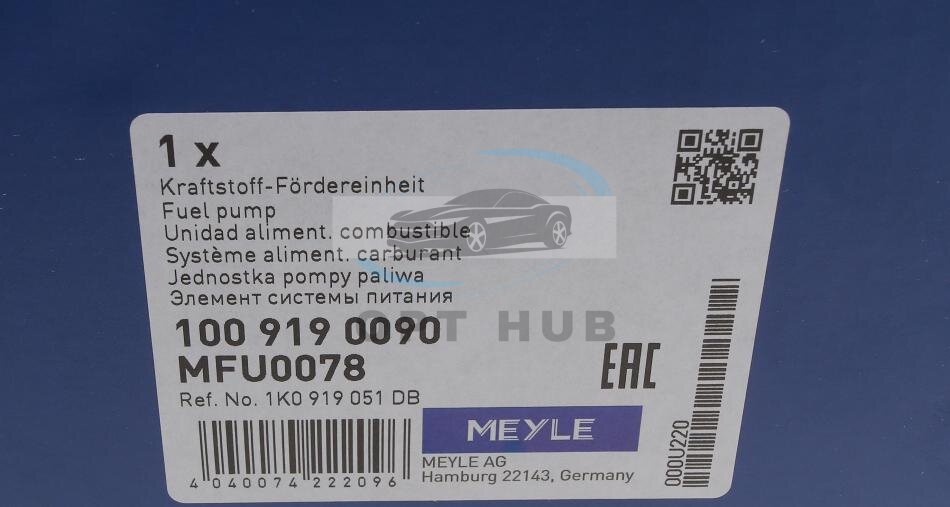 1 x
Kraftstoff-Fördereinheit
Fuel pump
Unidad aliment. combustible
Système aliment. carburant
Jednostka pompy paliwa
Элемент системы питания
OPT HUB
100 919 0090
MFU0078
EAC
Ref. No. 1K0 919 051 DB
MEYLE
MEYLE AG
Hamburg 22143, Germany
4 040074 222096
000U220